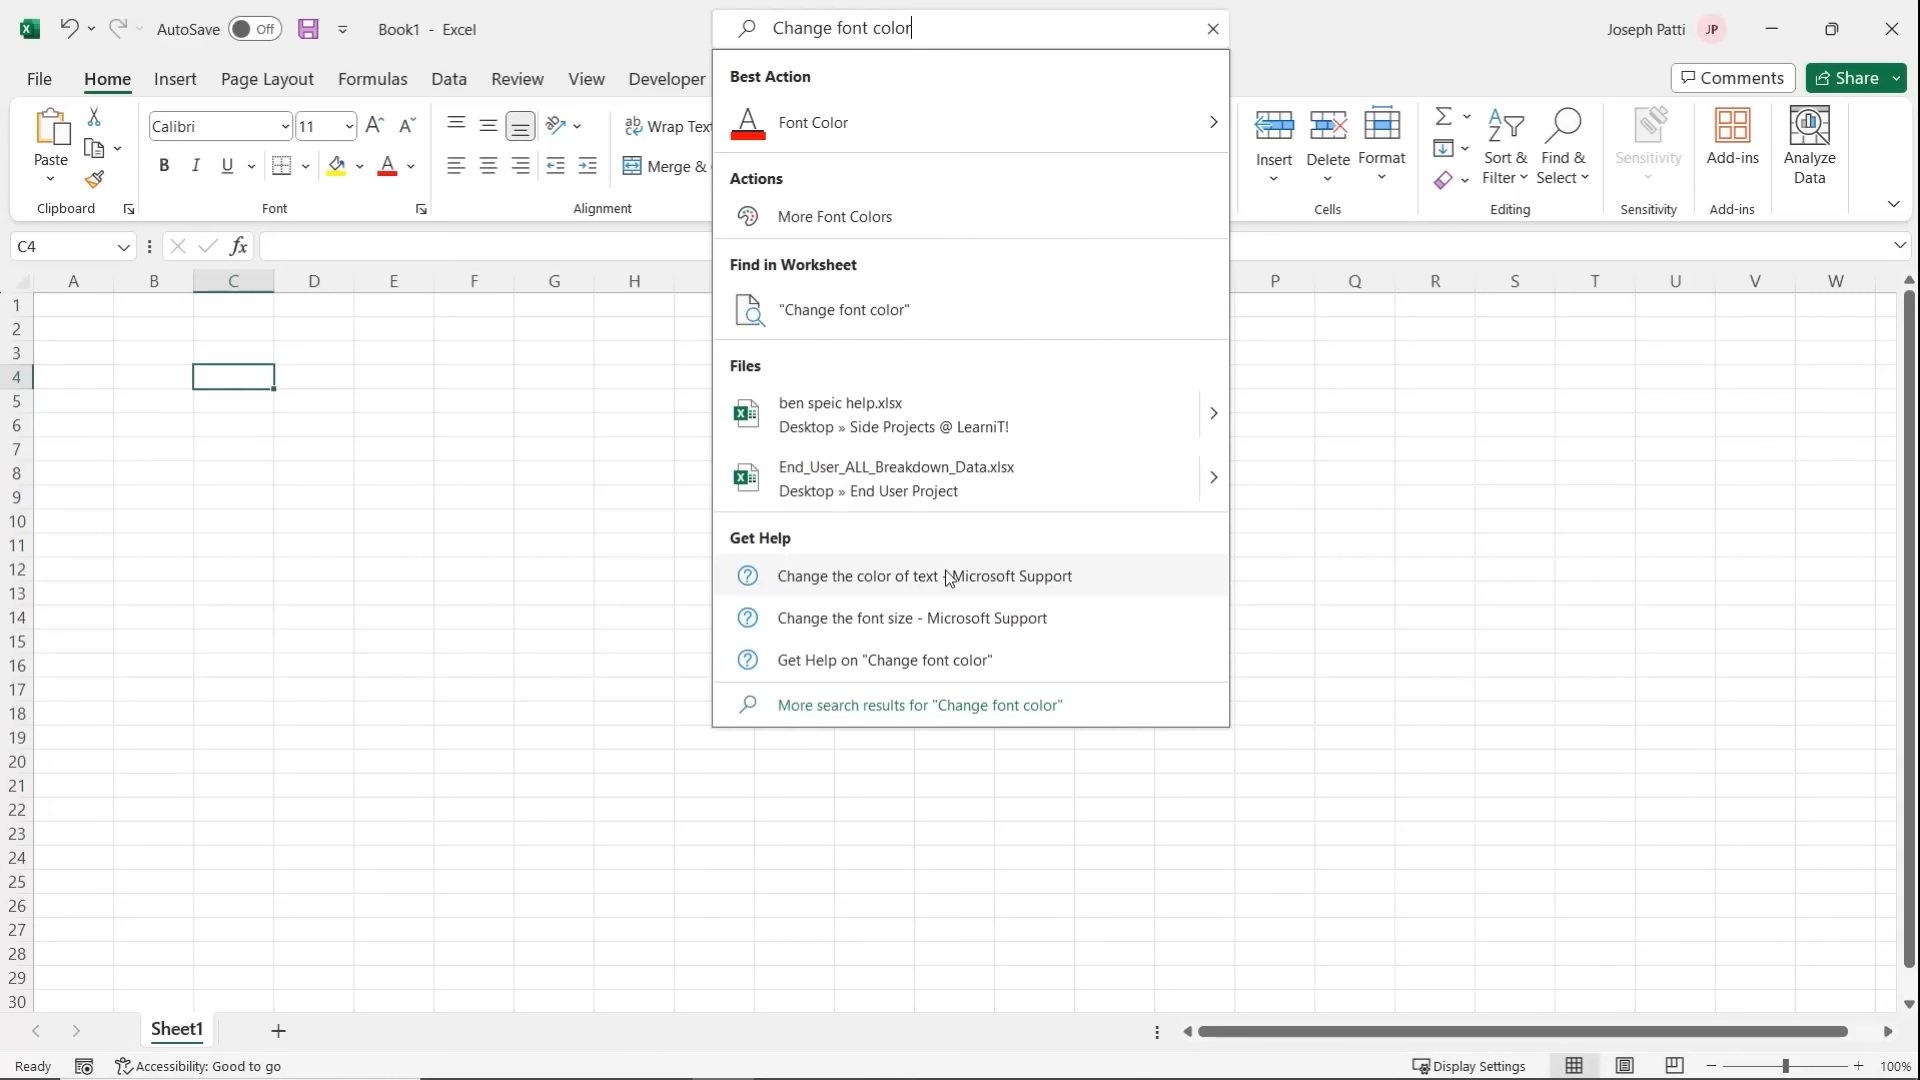 AutoSave Off Book1 - Excel
Change font color
Joseph Patti JP
File Home Insert Page Layout Formulas Data Review View Developer
Comments Share
Best Action
Font Color
Actions
More Font Colors
Find in Worksheet
"Change font color"
Files
ben speic help.xlsx
Desktop » Side Projects @ LearniT!
End_User_ALL_Breakdown_Data.xlsx
Desktop » End User Project
Get Help
Change the color of text - Microsoft Support
Change the font size - Microsoft Support
Get Help on "Change font color"
More search results for "Change font color"
Paste
Clipboard
Calibri 11
B I U A
Font
Wrap Text
Merge &
Alignment
Insert Delete Format
Cells
Sort & Filter
Find & Select
Editing
Sensitivity
Sensitivity
Add-ins
Add-ins
Analyze Data
C4 fx
A B C D E F G H P Q R S T U V W
1
2
3
4
5
6
7
8
9
10
11
12
13
14
15
16
17
18
19
20
21
22
23
24
25
26
27
28
29
30
Sheet1
Ready Accessibility: Good to go Display Settings 100%